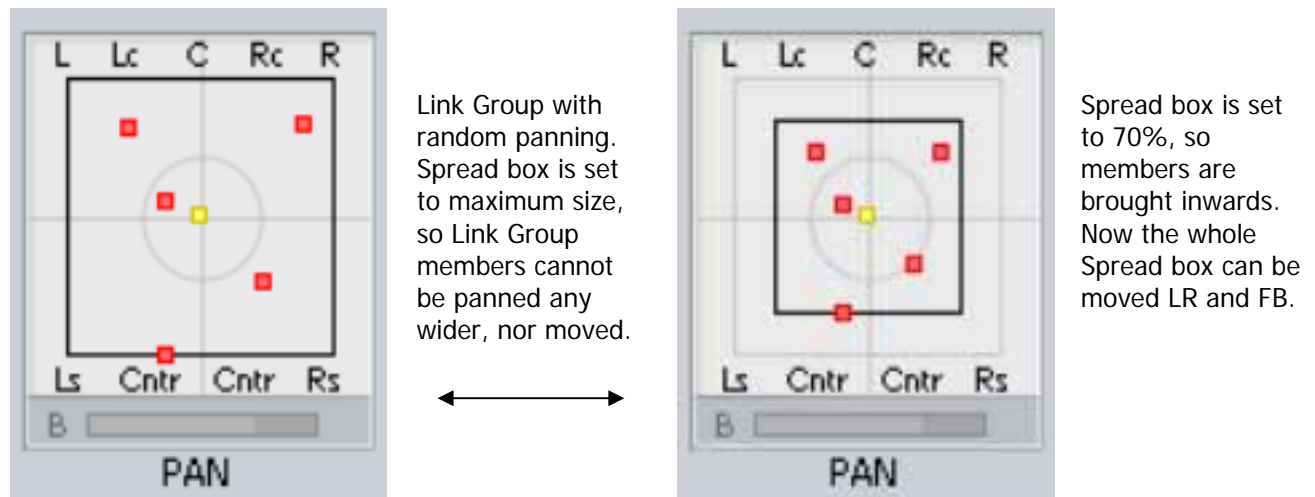 L Lc C Rc R
Ls Cntr Cntr Rs
B
PAN
Link Group with
random panning.
Spread box is set
to maximum size,
so Link Group
members cannot
be panned any
wider, nor moved.
L Lc C Rc R
Ls Cntr Cntr Rs
B
PAN
Spread box is set
to 70%, so
members are
brought inwards.
Now the whole
Spread box can be
moved LR and FB.